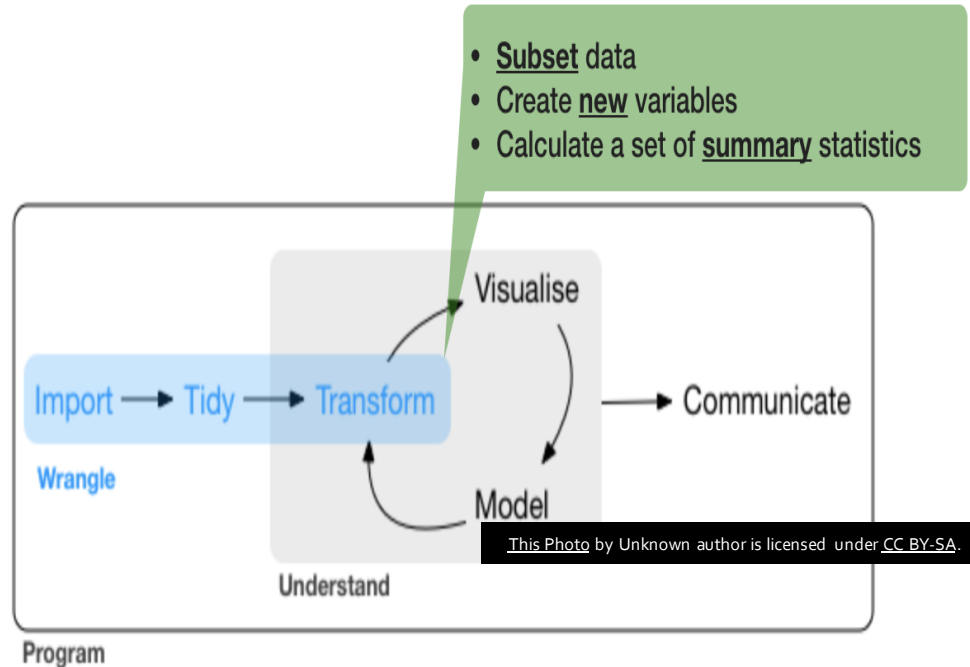 • Subset data
• Create new variables
• Calculate a set of summary statistics
Visualise
Import
Tidy
Transform
Communicate
Wrangle
Model
This Photo by Unknown author is licensed under CC BY-SA.
Understand
Program